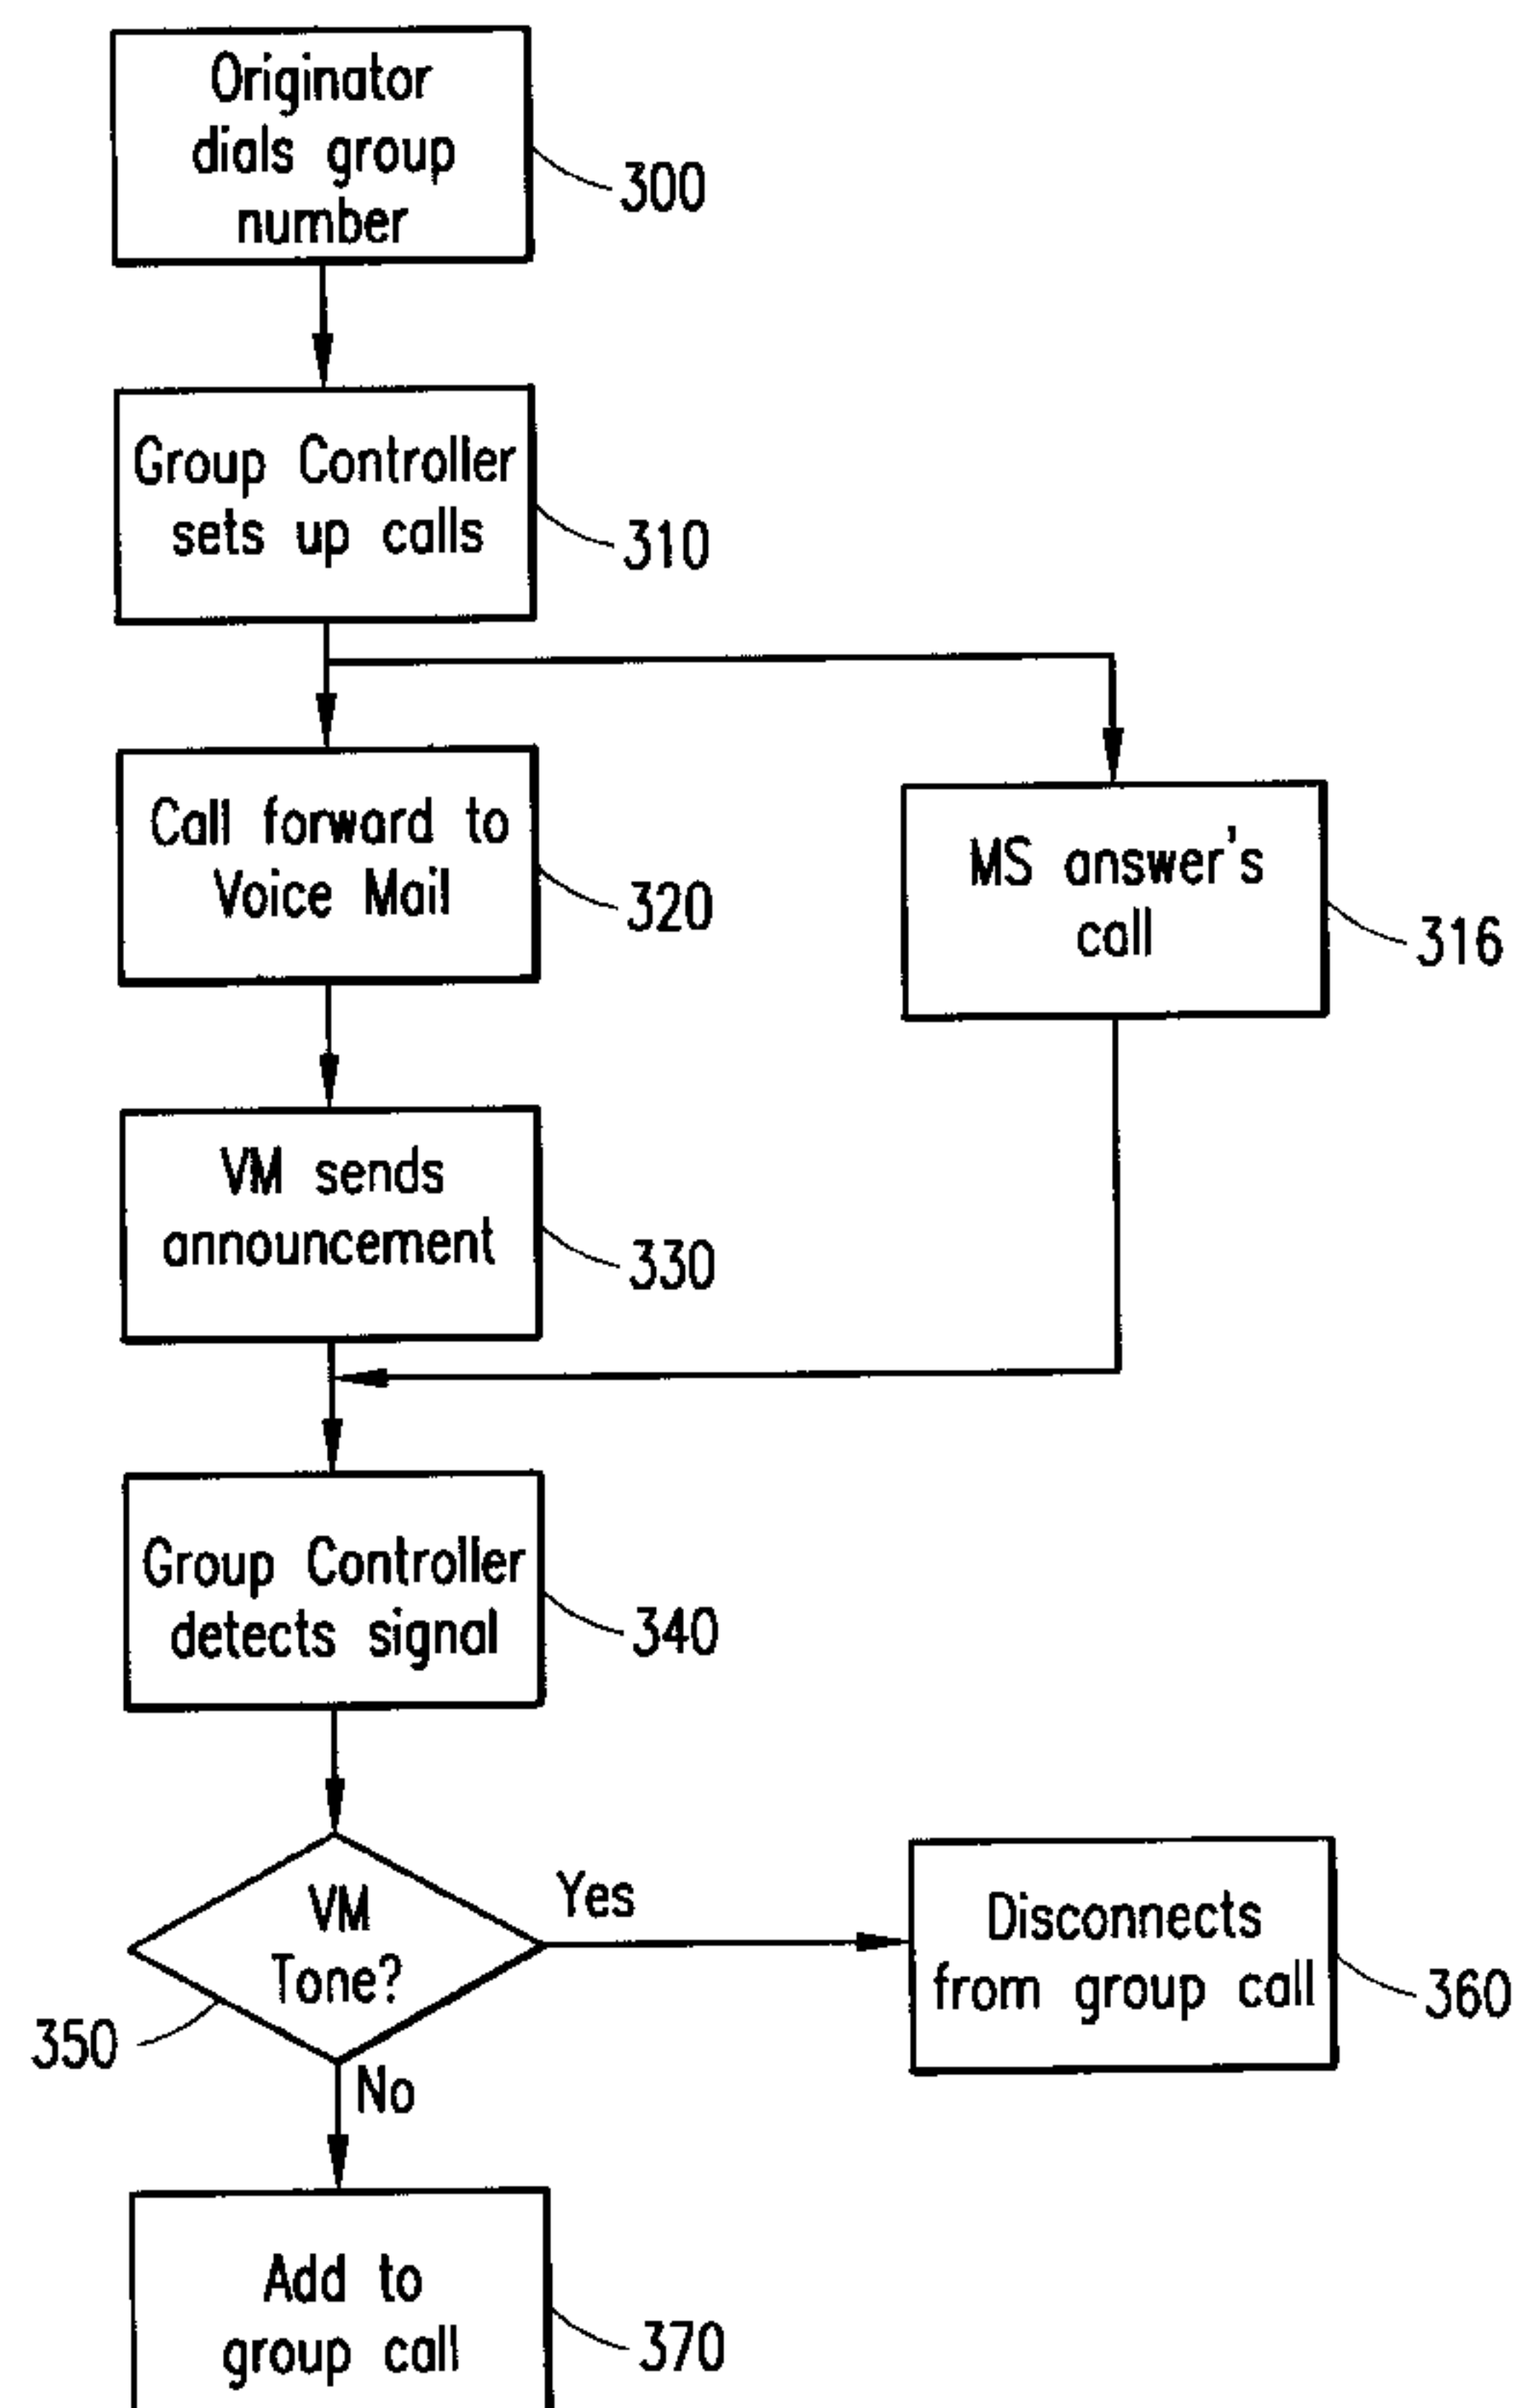 Originator
dials group
number
300
Group Controller
sets up calls
310
Call forward to
Voice Mail
320
MS answer's
call
316
VM sends
announcement
330
Group Controller
detects signal
340
VM
Tone?
350
Yes
Disconnects
from group call
360
No
Add to
group call
370